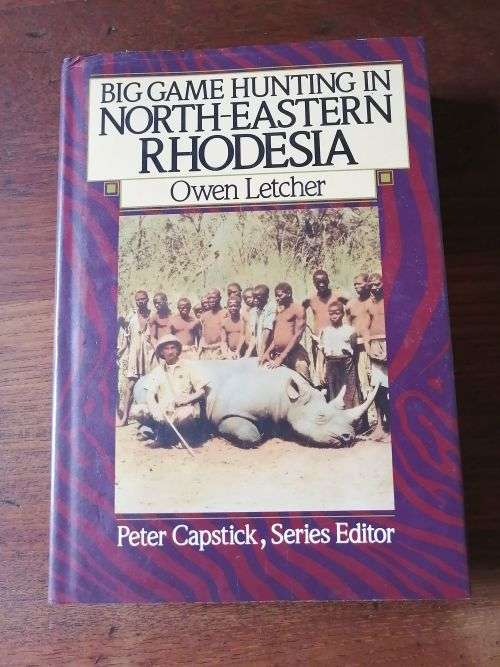 BIG GAME HUNTING IN
NORTH-EASTERN
RHODESIA
Owen Letcher
Peter Capstick, Series Editor